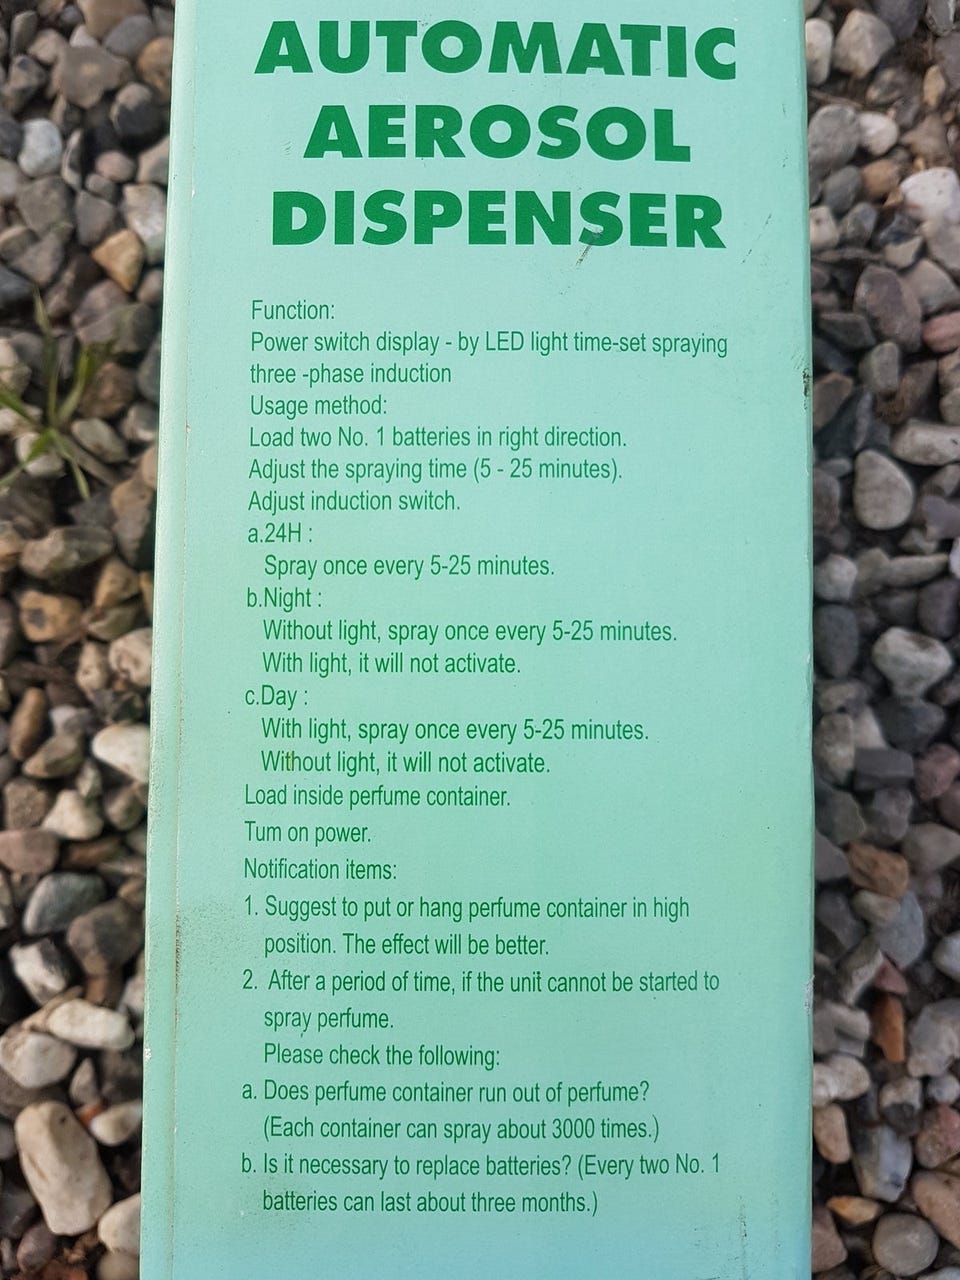 AUTOMATIC
AEROSOL
DISPENSER
Function:
Power switch display - by LED light time-set spraying
three -phase induction
Usage method:
Load two No. 1 batteries in right direction.
Adjust the spraying time (5 - 25 minutes).
Adjust induction switch.
a.24H :
Spray once every 5-25 minutes.
b.Night :
Without light, spray once every 5-25 minutes.
With light, it will not activate.
c.Day :
With light, spray once every 5-25 minutes.
Without light, it will not activate.
Load inside perfume container.
Tum on power.
Notification items:
1. Suggest to put or hang perfume container in high
position. The effect will be better.
2. After a period of time, if the unit cannot be started to
spray perfume.
Please check the following:
a. Does perfume container run out of perfume?
(Each container can spray about 3000 times.)
b. Is it necessary to replace batteries? (Every two No. 1
batteries can last about three months.)